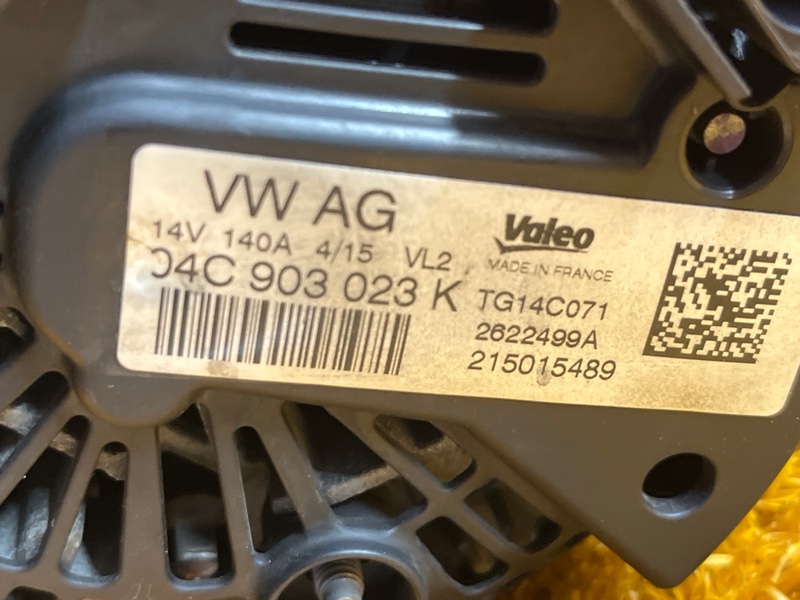 VW AG
14V 140A 4/15 VL2
04C 903 023 K
Valeo
MADE IN FRANCE
TG14C071
2622499A
215015489